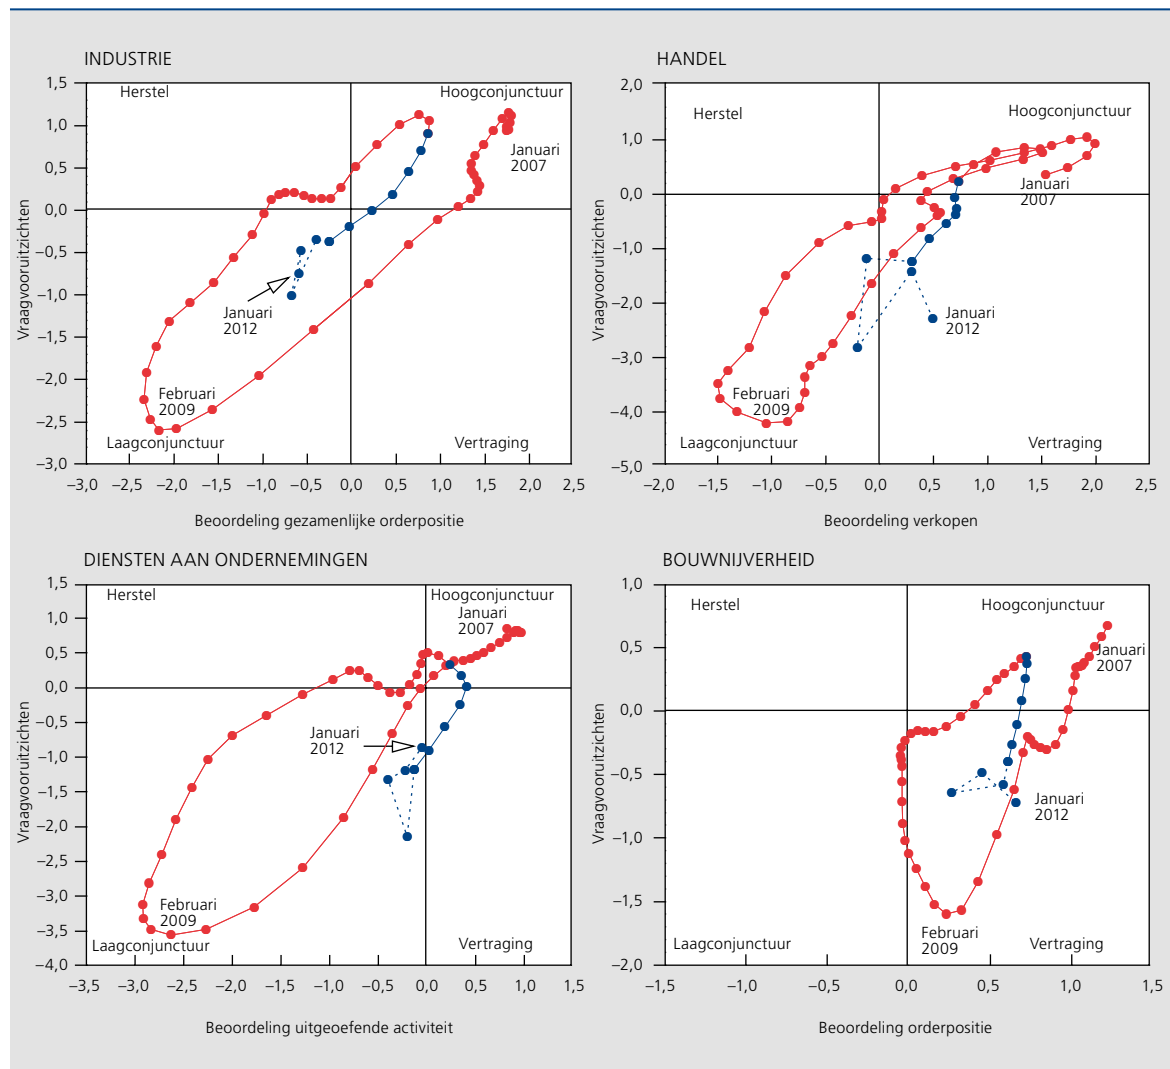 INDUSTRIE
1,5
1,0
0,5
0,0
–0,5
–1,0
–1,5
–2,0
–2,5
–3,0
Vraagvooruitzichten
Herstel
Hoogconjunctuur
Januari
2007
Januari
2012
Februari
2009
Laagconjunctuur
Vertraging
–3,0 –2,5 –2,0 –1,5 –1,0 –0,5 0,0 0,5 1,0 1,5 2,0 2,5
Beoordeling gezamenlijke orderpositie
HANDEL
2,0
1,0
0,0
–1,0
–2,0
–3,0
–4,0
–5,0
Vraagvooruitzichten
Herstel
Hoogconjunctuur
Januari
2007
Januari
2012
Februari
2009
Laagconjunctuur
Vertraging
–2,0 –1,5 –1,0 –0,5 0,0 0,5 1,0 1,5 2,0 2,5
Beoordeling verkopen
DIENSTEN AAN ONDERNEMINGEN
1,5
1,0
0,5
0,0
–0,5
–1,0
–1,5
–2,0
–2,5
–3,0
–3,5
–4,0
Vraagvooruitzichten
Herstel
Hoogconjunctuur
Januari
2007
Januari
2012
Februari
2009
Laagconjunctuur
Vertraging
–3,5 –3,0 –2,5 –2,0 –1,5 –1,0 –0,5 0,0 0,5 1,0 1,5
Beoordeling uitgeoefende activiteit
BOUWNIJVERHEID
1,0
0,5
0,0
–0,5
–1,0
–1,5
–2,0
Vraagvooruitzichten
Herstel
Hoogconjunctuur
Januari
2007
Januari
2012
Februari
2009
Laagconjunctuur
Vertraging
–1,5 –1,0 –0,5 0,0 0,5 1,0 1,5
Beoordeling orderpositie